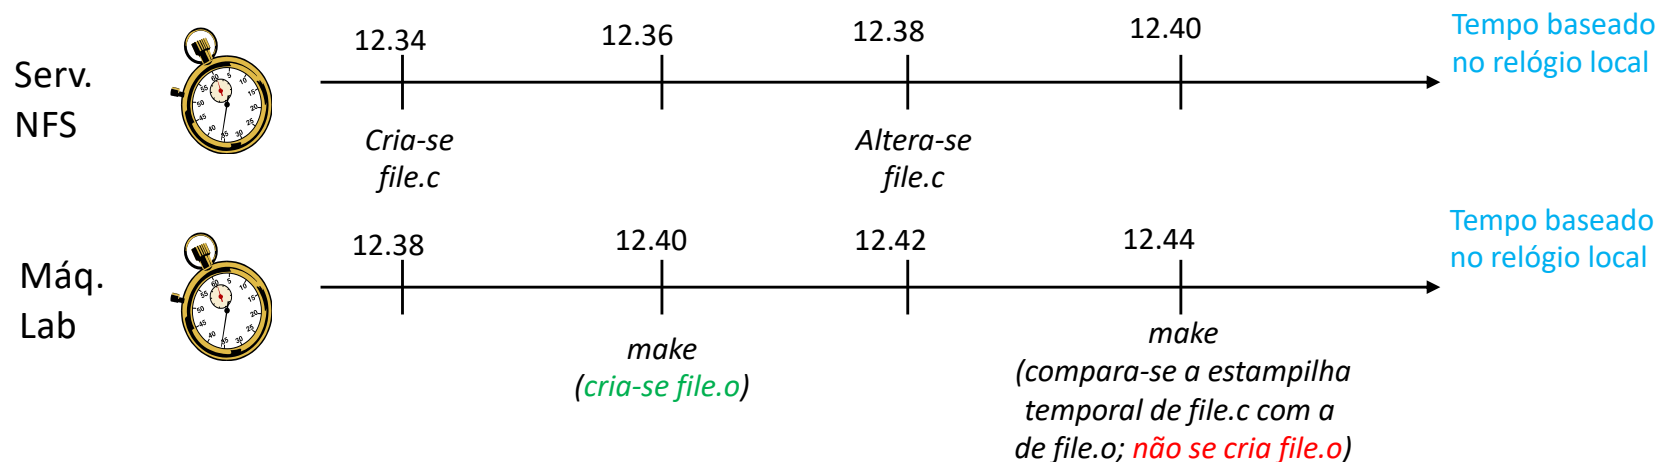 12.34
12.36
12.38
12.40
Tempo baseado
no relógio local
Serv.
NFS
Cria-se
file.c
Altera-se
file.c
12.38
12.40
12.42
12.44
Tempo baseado
no relógio local
Máq.
Lab
make
(cria-se file.o)
make
(compara-se a estampilha
temporal de file.c com a
de file.o; não se cria file.o)